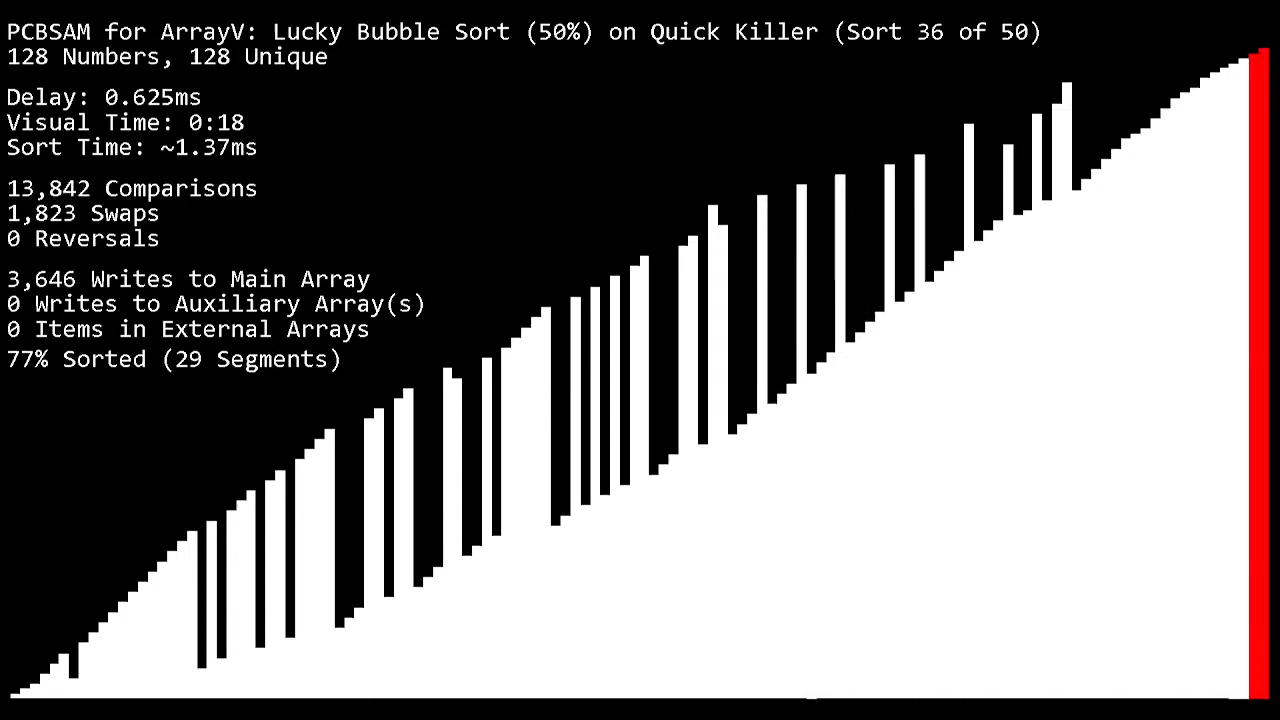 PCBSAM for ArrayV: Lucky Bubble Sort (50%) on Quick Killer (Sort 36 of 50)
128 Numbers, 128 Unique
Delay: 0.625ms
Visual Time: 0:18
Sort Time: ~1.37ms
13,842 Comparisons
1,823 Swaps
0 Reversals
3,646 Writes to Main Array
0 Writes to Auxiliary Array(s)
0 Items in External Arrays
77% Sorted (29 Segments)